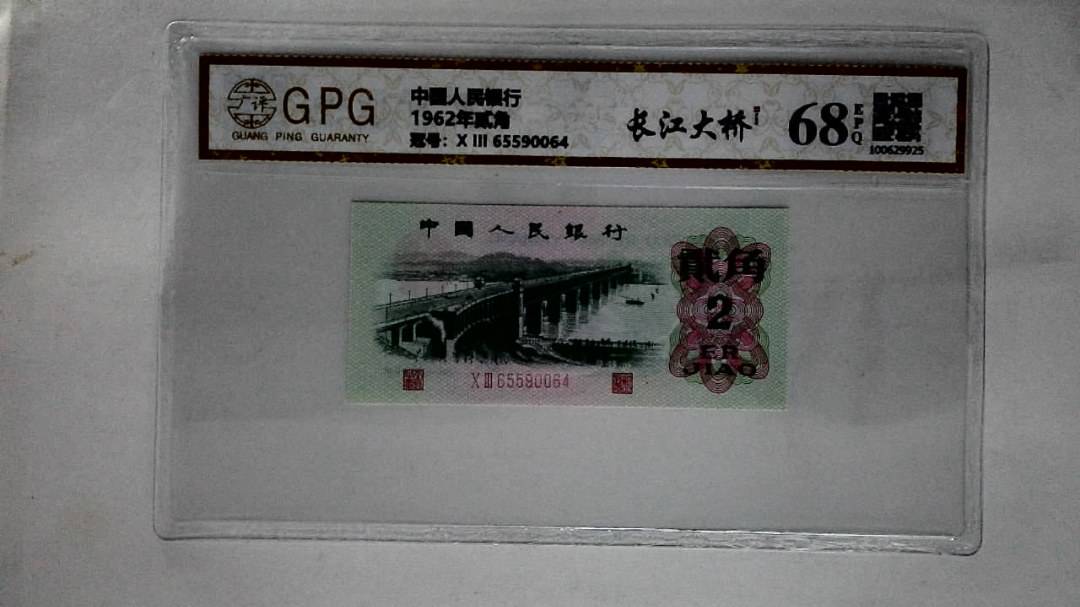 广评
GPG
GUANG PING GUARANTY
中國人民銀行
1962年贰角
冠号：X III 65590064
长江大桥
68
EPQ
100629925
中國人民銀行
貳角
2
ER
JIAO
X III 65590064